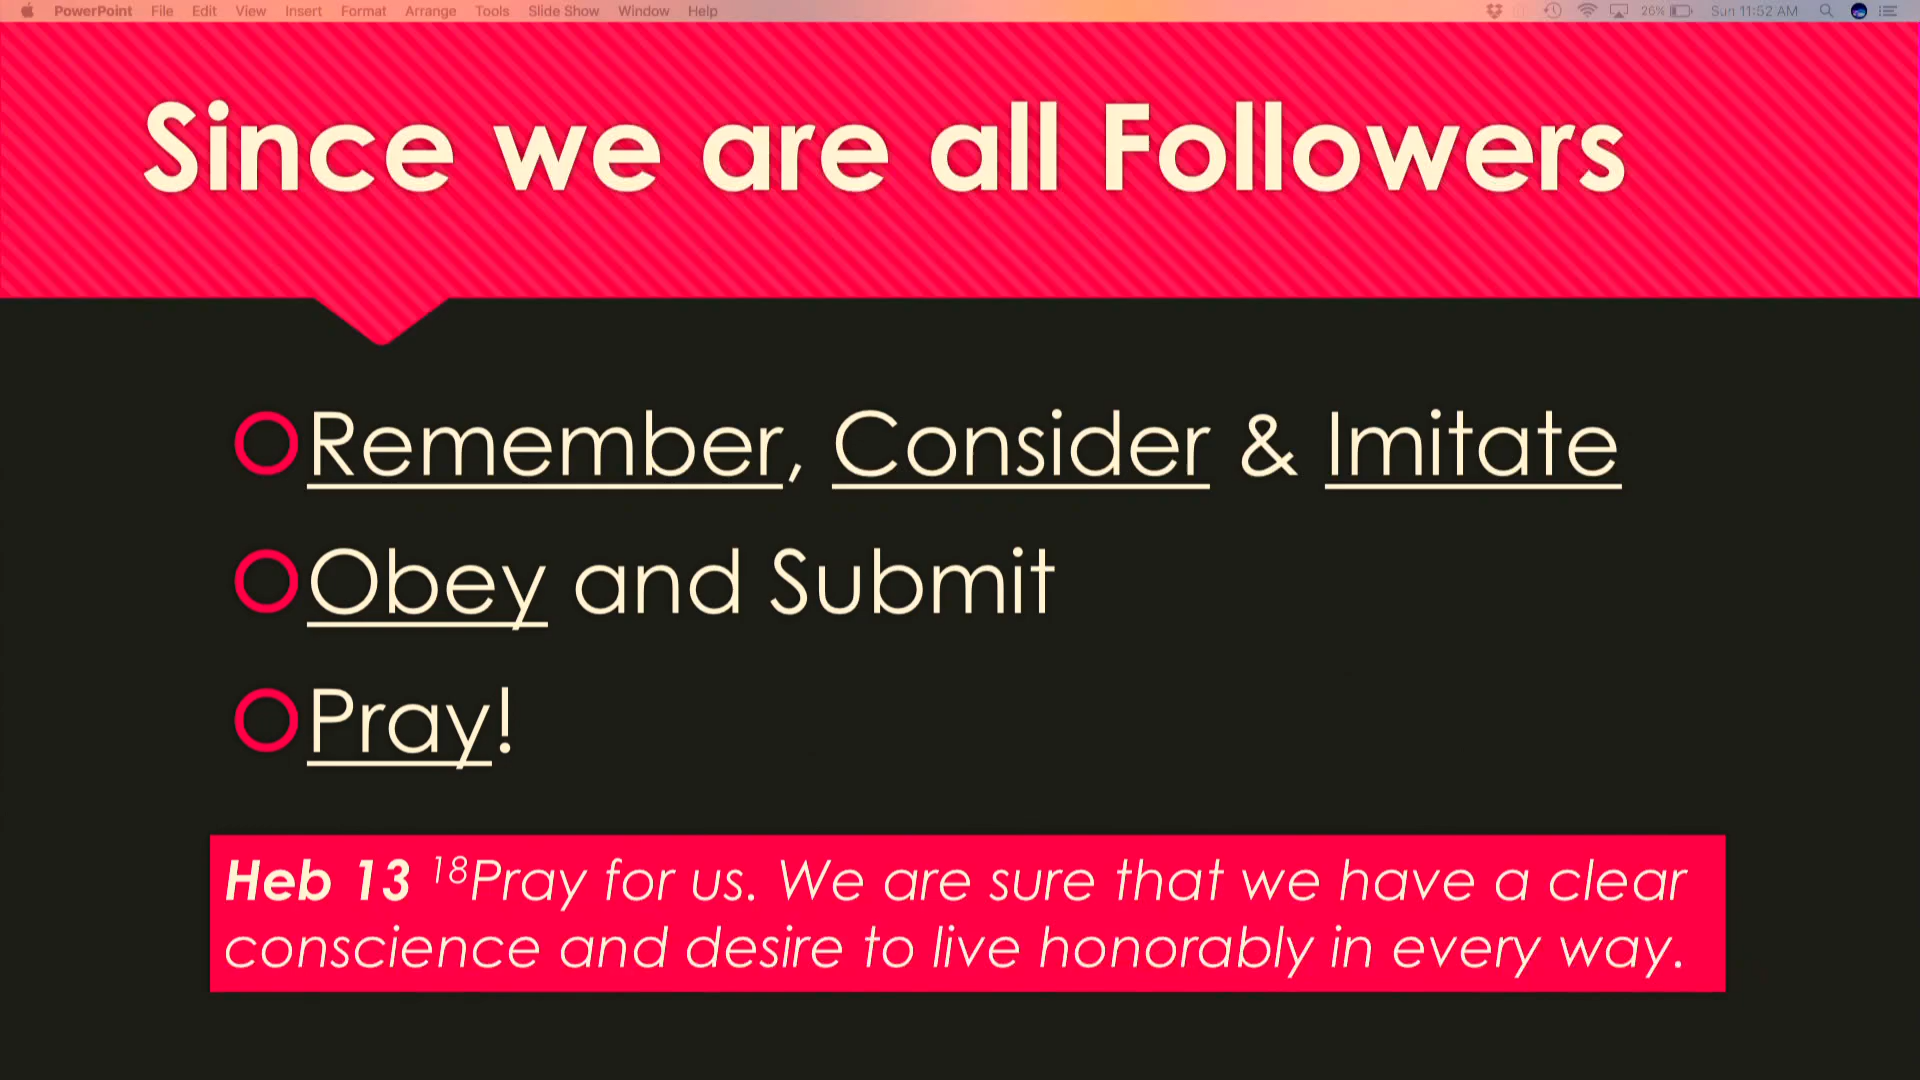 PowerPoint File Edit View Insert Format Arrange Tools Slide Show Window Help 26% Sun 11:52 AM
Since we are all Followers
Remember, Consider & Imitate
Obey and Submit
Pray!
Heb 13 18Pray for us. We are sure that we have a clear
conscience and desire to live honorably in every way.